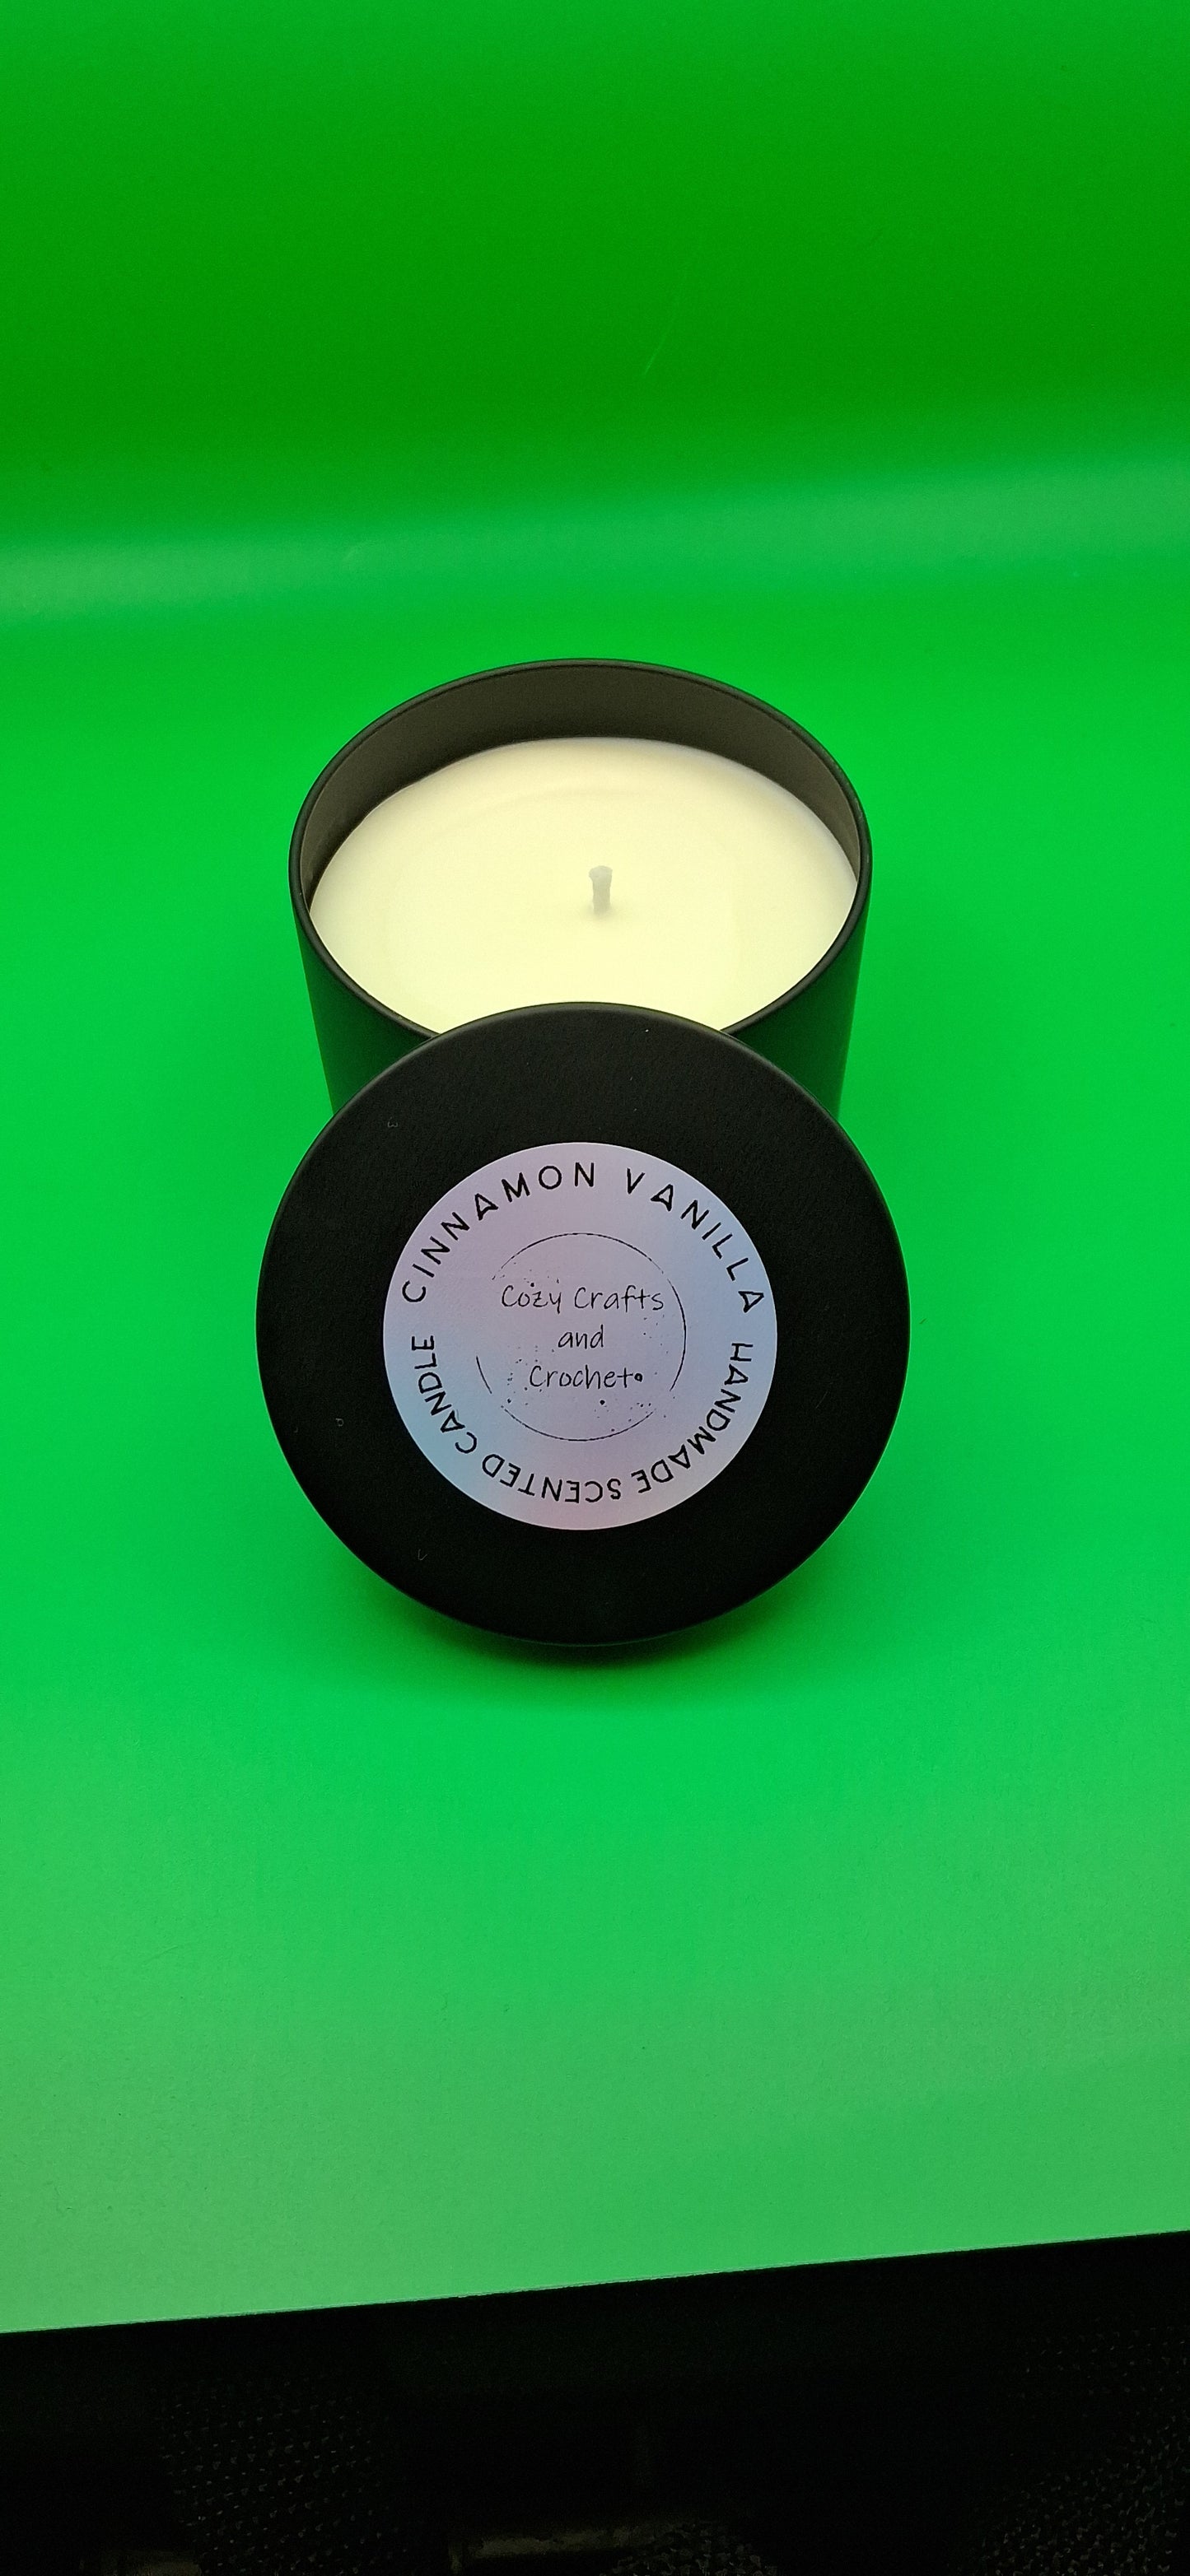 CINNAMON VANILLA
Cozy Crafts
and
Crochet
HANDMADE SCENTED CANDLE